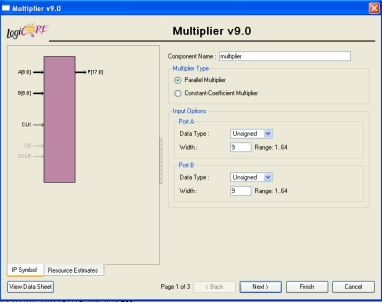 Multiplier v9.0
LogiCORE
Multiplier v9.0
A[8:0]
B[8:0]
CLK
CE
SCLR
P[17:0]
IP Symbol Resource Estimates
Component Name : multiplier
Multiplier Type
Parallel Multiplier
Constant-Coefficient Multiplier
Input Options
Port A
Data Type : Unsigned
Width : 9 Range: 1..64
Port B
Data Type : Unsigned
Width : 9 Range: 1..64
View Data Sheet Page 1 of 3 < Back Next > Finish Cancel